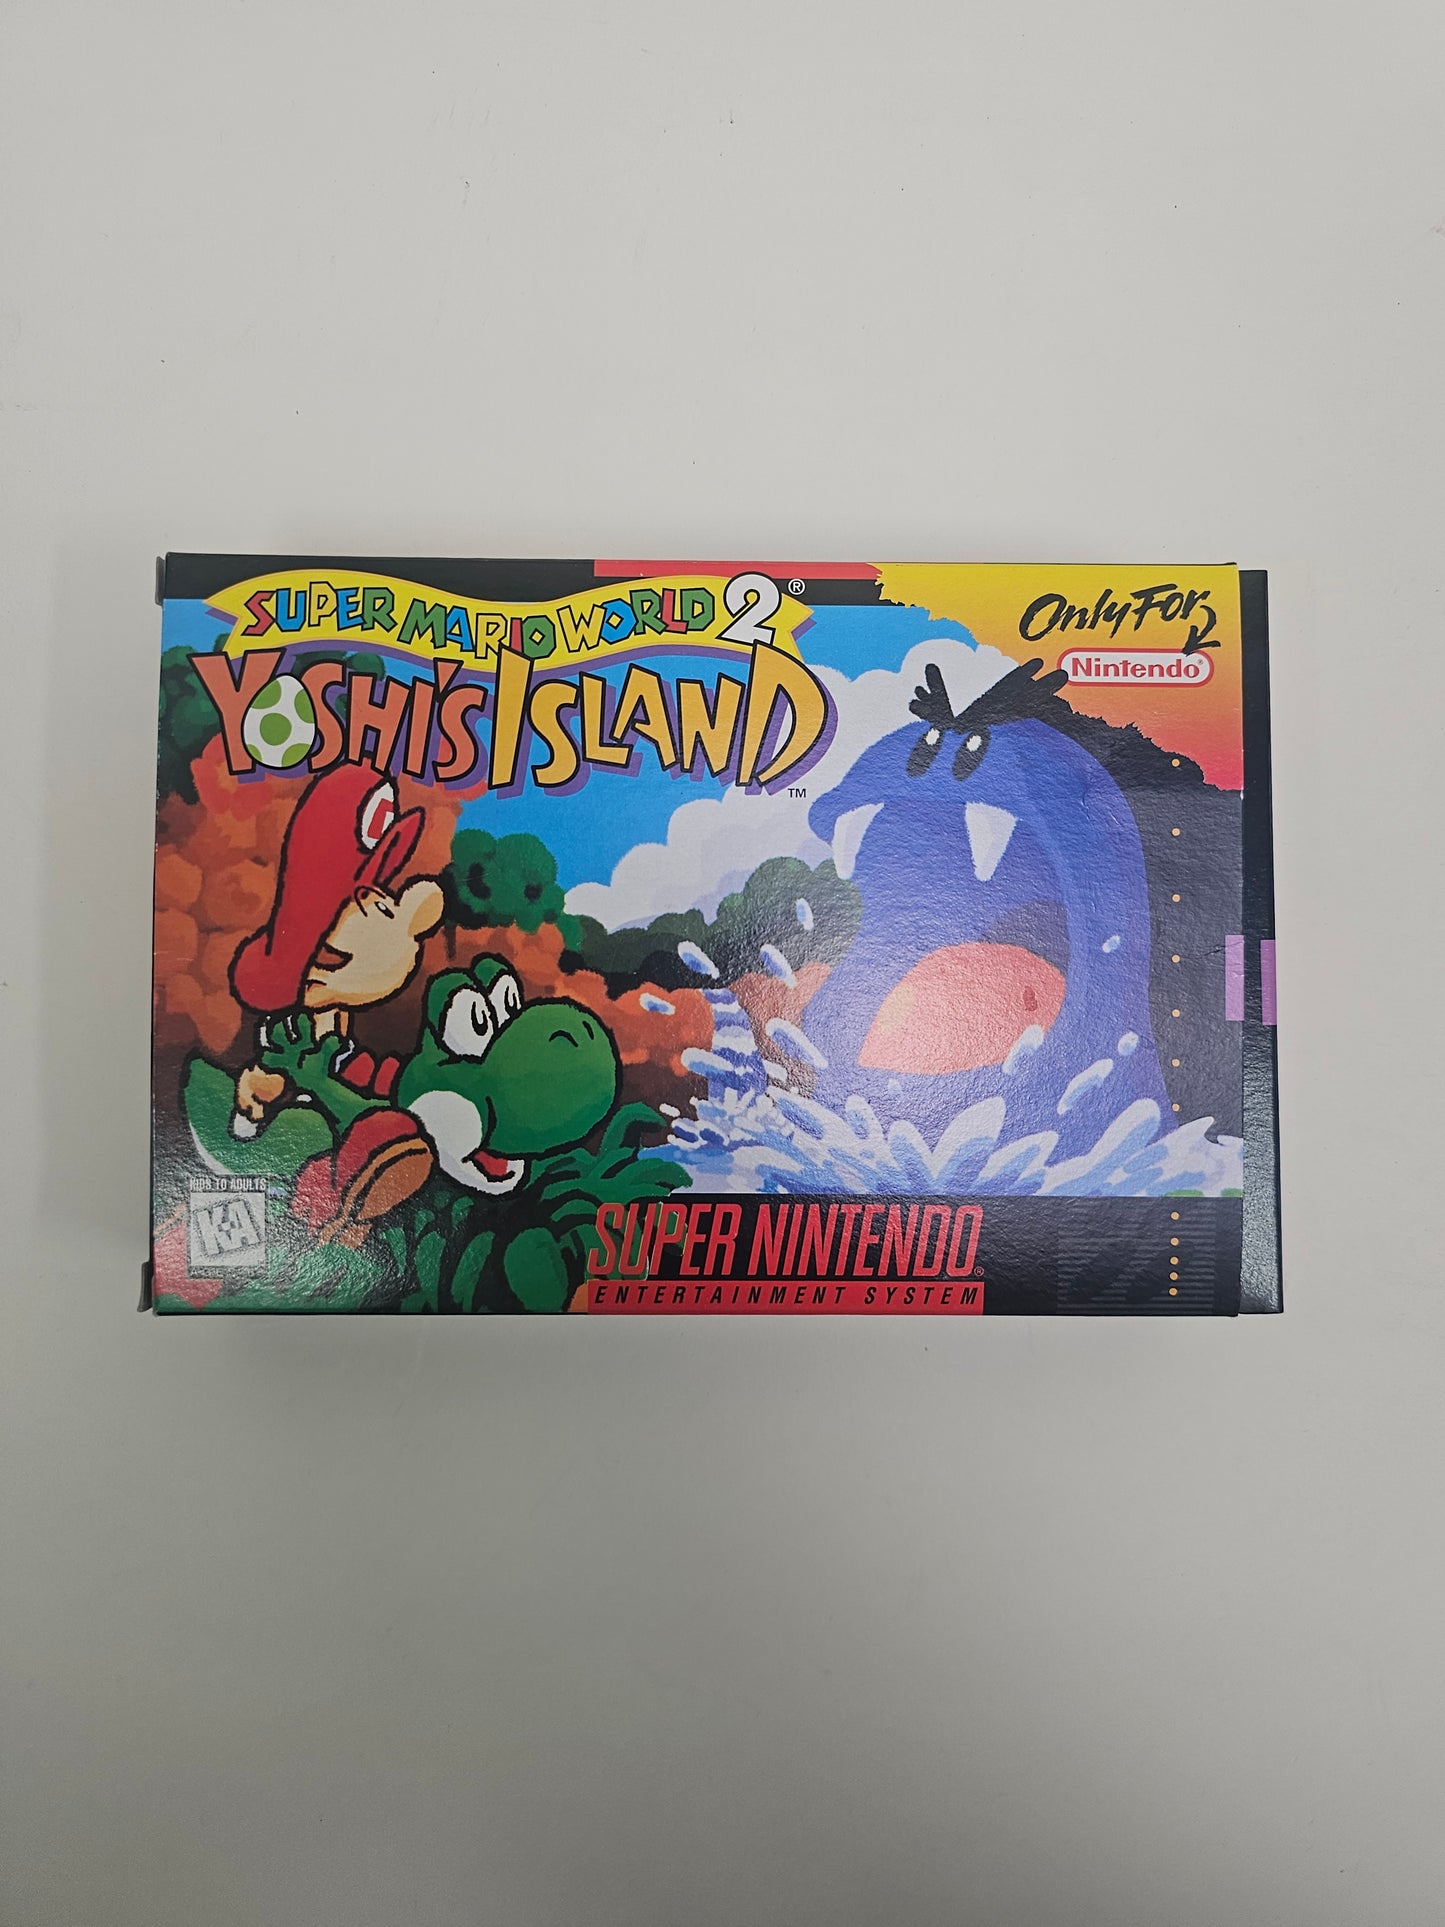 SUPER MARIO WORLD 2®
YOSHI'S ISLAND™
Only For
Nintendo®
KIDS TO ADULTS
K-A
SUPER NINTENDO®
ENTERTAINMENT SYSTEM